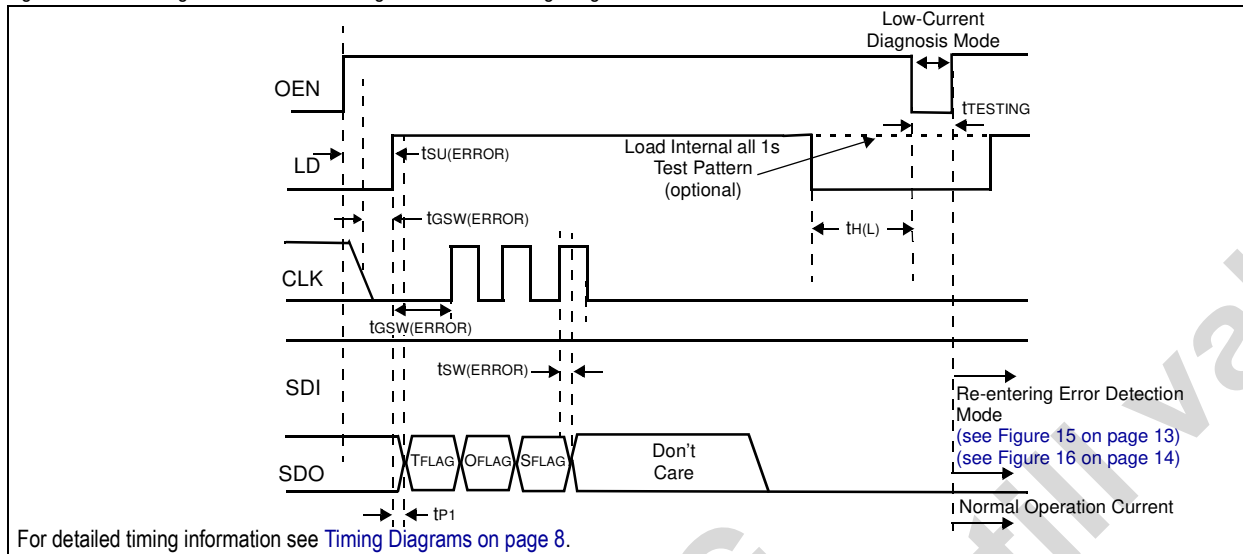 Low-Current
Diagnosis Mode
OEN
tTESTING
LD
tSU(ERROR)
Load Internal all 1s
Test Pattern
(optional)
tGSW(ERROR)
tH(L)
CLK
tGSW(ERROR)
tSW(ERROR)
SDI
Re-entering Error Detection
Mode
(see Figure 15 on page 13)
(see Figure 16 on page 14)
SDO
TFLAG
OFLAG
SFLAG
Don't
Care
Normal Operation Current
tP1
For detailed timing information see Timing Diagrams on page 8.
till va